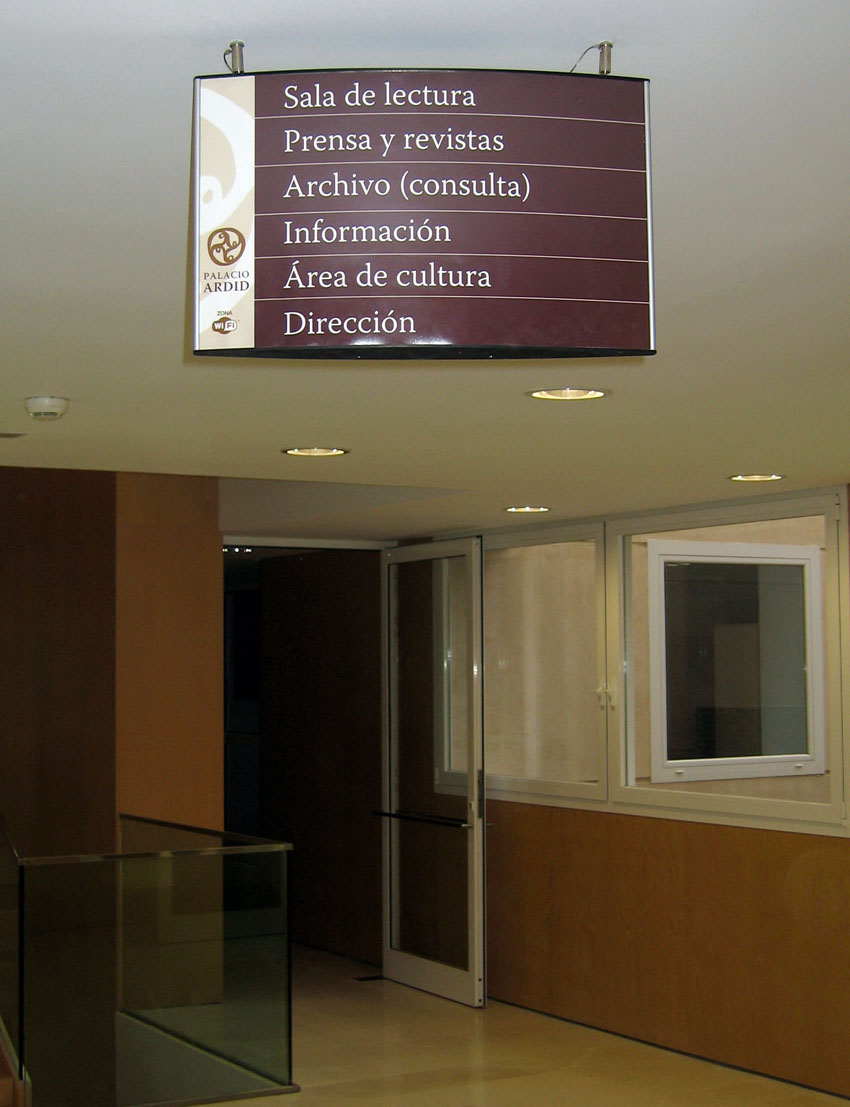 Sala de lectura
Prensa y revistas
Archivo (consulta)
Información
Área de cultura
Dirección
PALACIO
ARDID
ZONA
WiFi